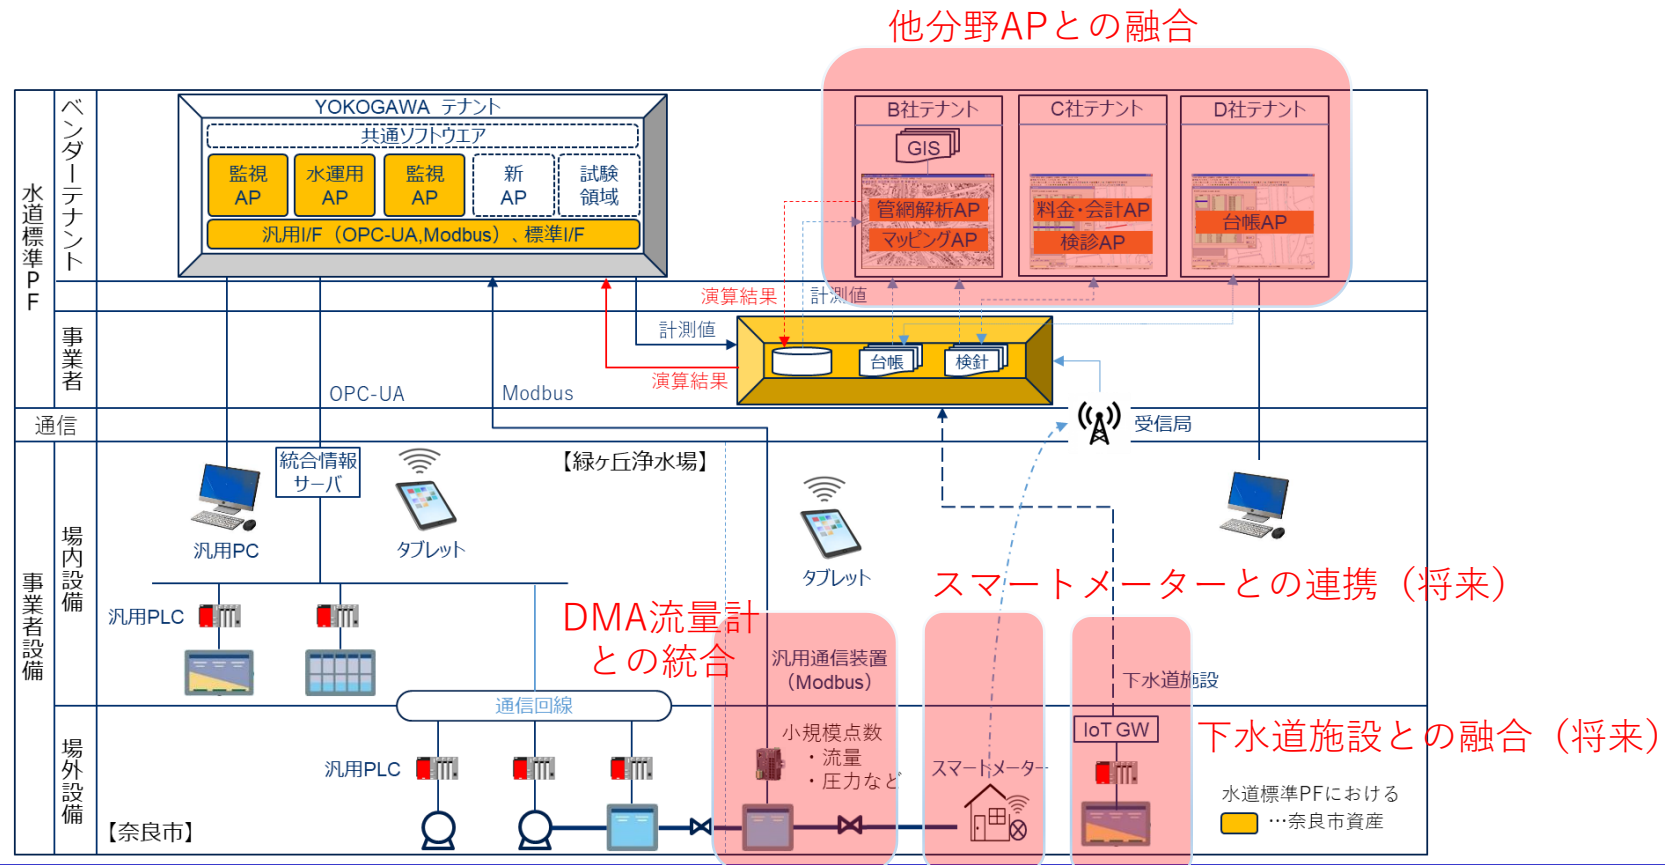 他分野APとの融合
水道標準PF
ベンダーテナント
YOKOGAWA テナント
共通ソフトウエア
監視
AP
水運用
AP
監視
AP
新
AP
試験
領域
汎用I/F（OPC-UA,Modbus）、標準I/F
B社テナント
GIS
管網解析AP
マッピングAP
C社テナント
料金・会計AP
検診AP
D社テナント
台帳AP
事業者
演算結果
計測値
計測値
演算結果
台帳
検針
OPC-UA
Modbus
通信
受信局
事業者設備
場内設備
統合情報
サーバ
【緑ヶ丘浄水場】
汎用PC
タブレット
タブレット
汎用PLC
スマートメーターとの連携（将来）
DMA流量計
との統合
汎用通信装置
（Modbus）
下水道施設
通信回線
場外設備
汎用PLC
小規模点数
・流量
・圧力など
スマートメーター
IoT GW
下水道施設との融合（将来）
【奈良市】
水道標準PFにおける
…奈良市資産